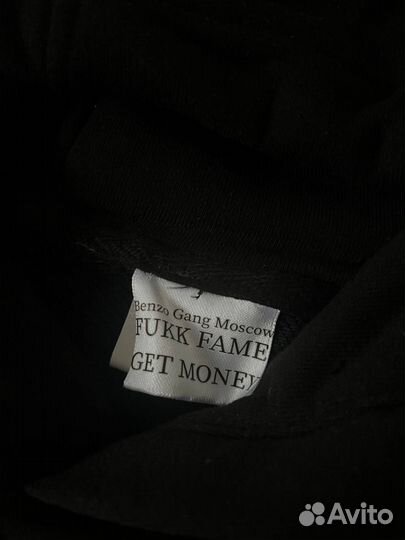 Benzo Gang Moscow
FUKK FAME
GET MONEY
Avito